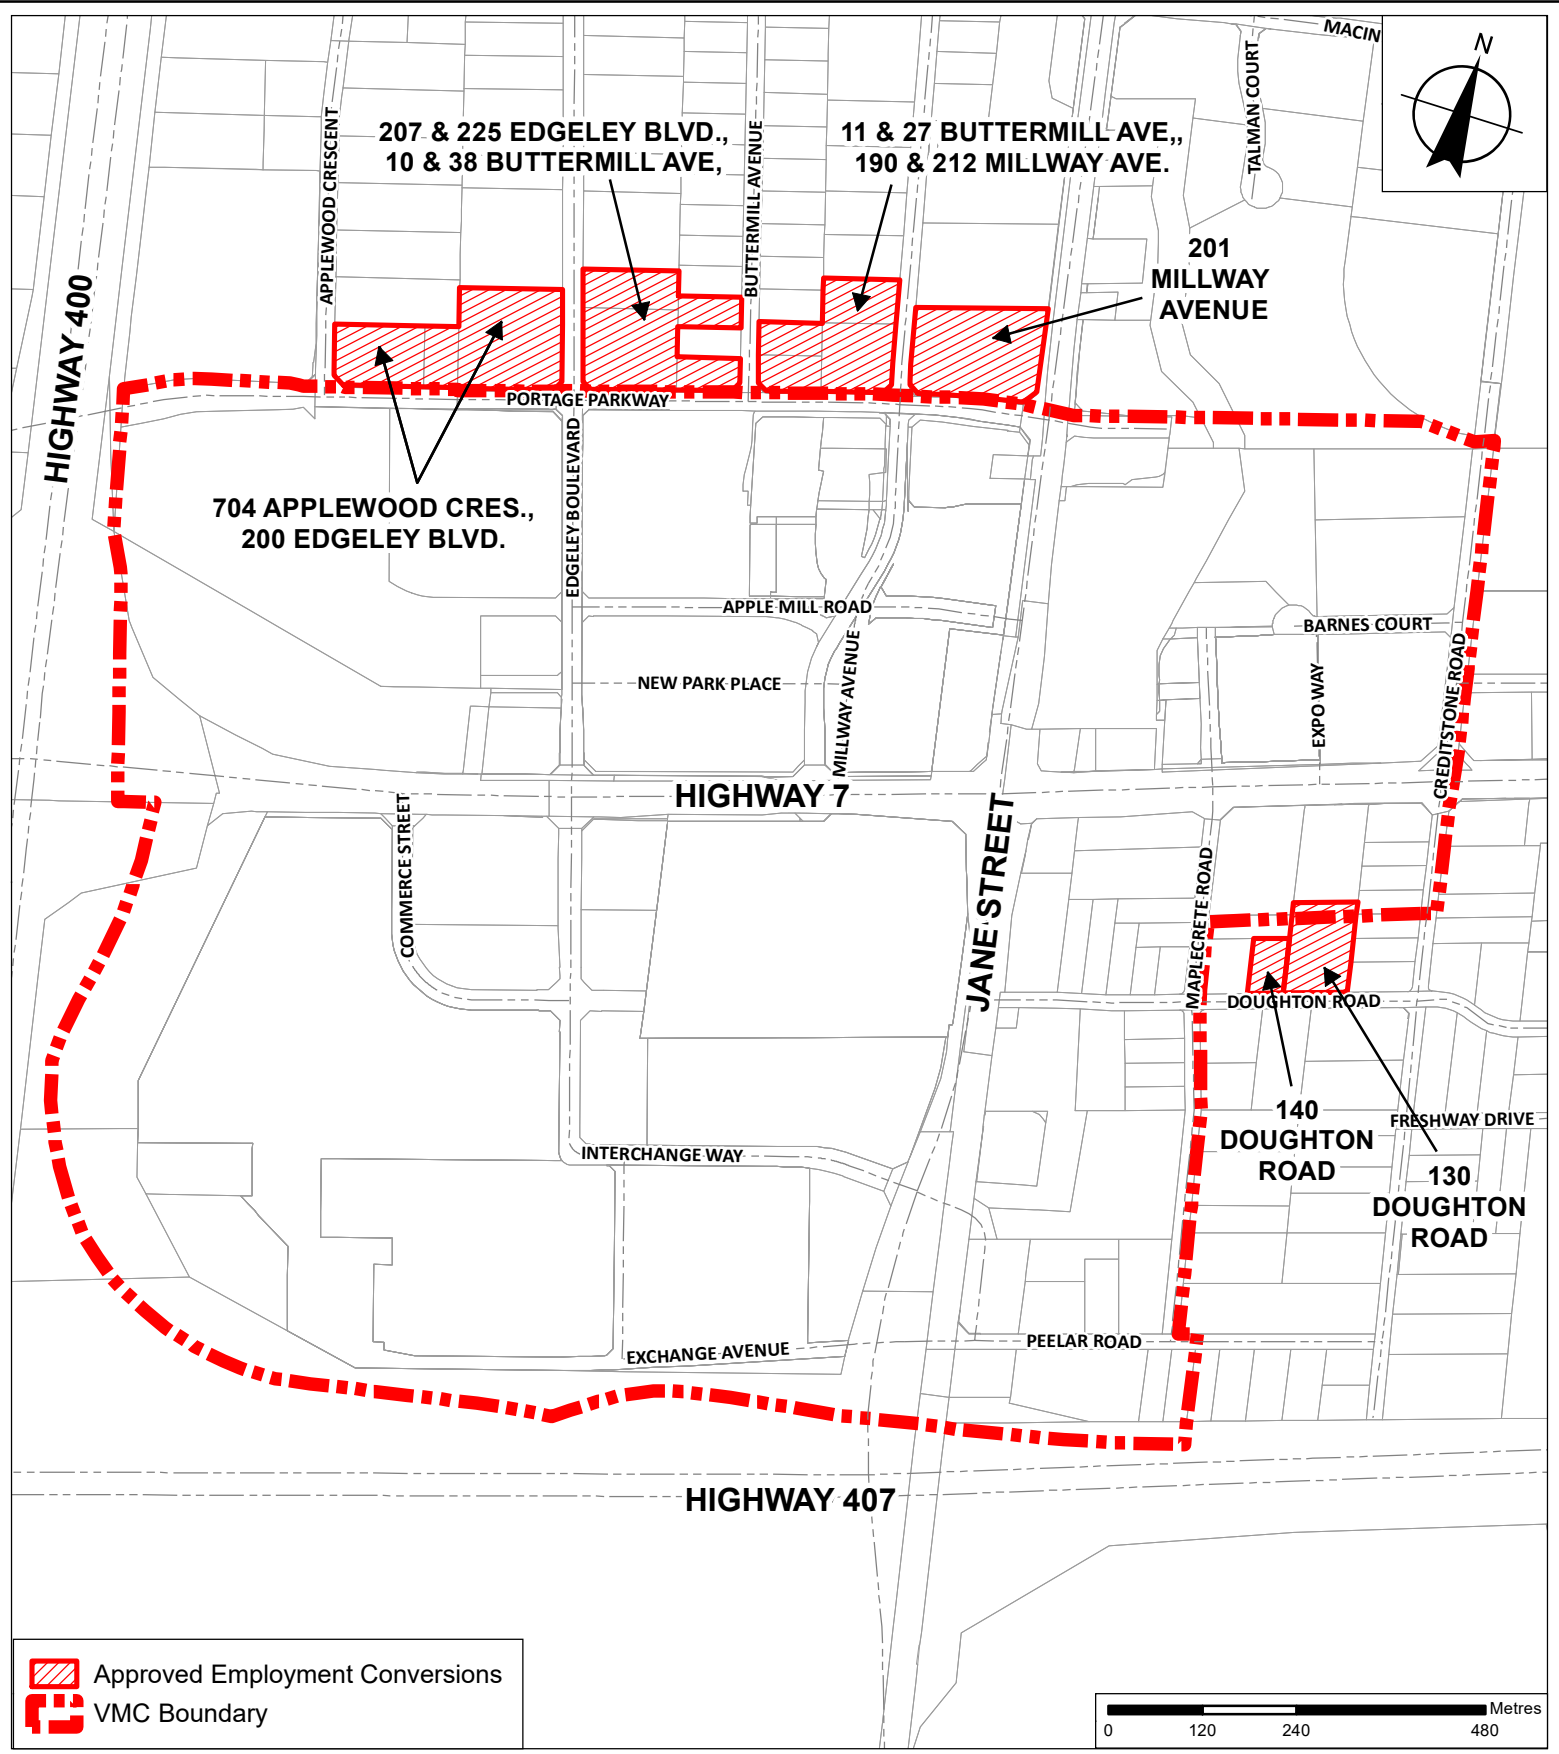 MACIN
N
TALMAN COURT
APPLEWOOD CRESCENT
207 & 225 EDGELEY BLVD.,
10 & 38 BUTTERMILL AVE,
BUTTERMILL AVENUE
11 & 27 BUTTERMILL AVE,,
190 & 212 MILLWAY AVE.
201
MILLWAY
AVENUE
HIGHWAY 400
PORTAGE PARKWAY
EDGELEY BOULEVARD
704 APPLEWOOD CRES.,
200 EDGELEY BLVD.
APPLE MILL ROAD
BARNES COURT
NEW PARK PLACE
MILLWAY AVENUE
EXPO WAY
CREDITSTONE ROAD
HIGHWAY 7
COMMERCE STREET
JANE STREET
MAPLECRETE ROAD
DOUGHTON ROAD
140
DOUGHTON
ROAD
FRESHWAY DRIVE
130
DOUGHTON
ROAD
INTERCHANGE WAY
EXCHANGE AVENUE
PEELAR ROAD
HIGHWAY 407
Approved Employment Conversions
VMC Boundary
Metres
0 120 240 480